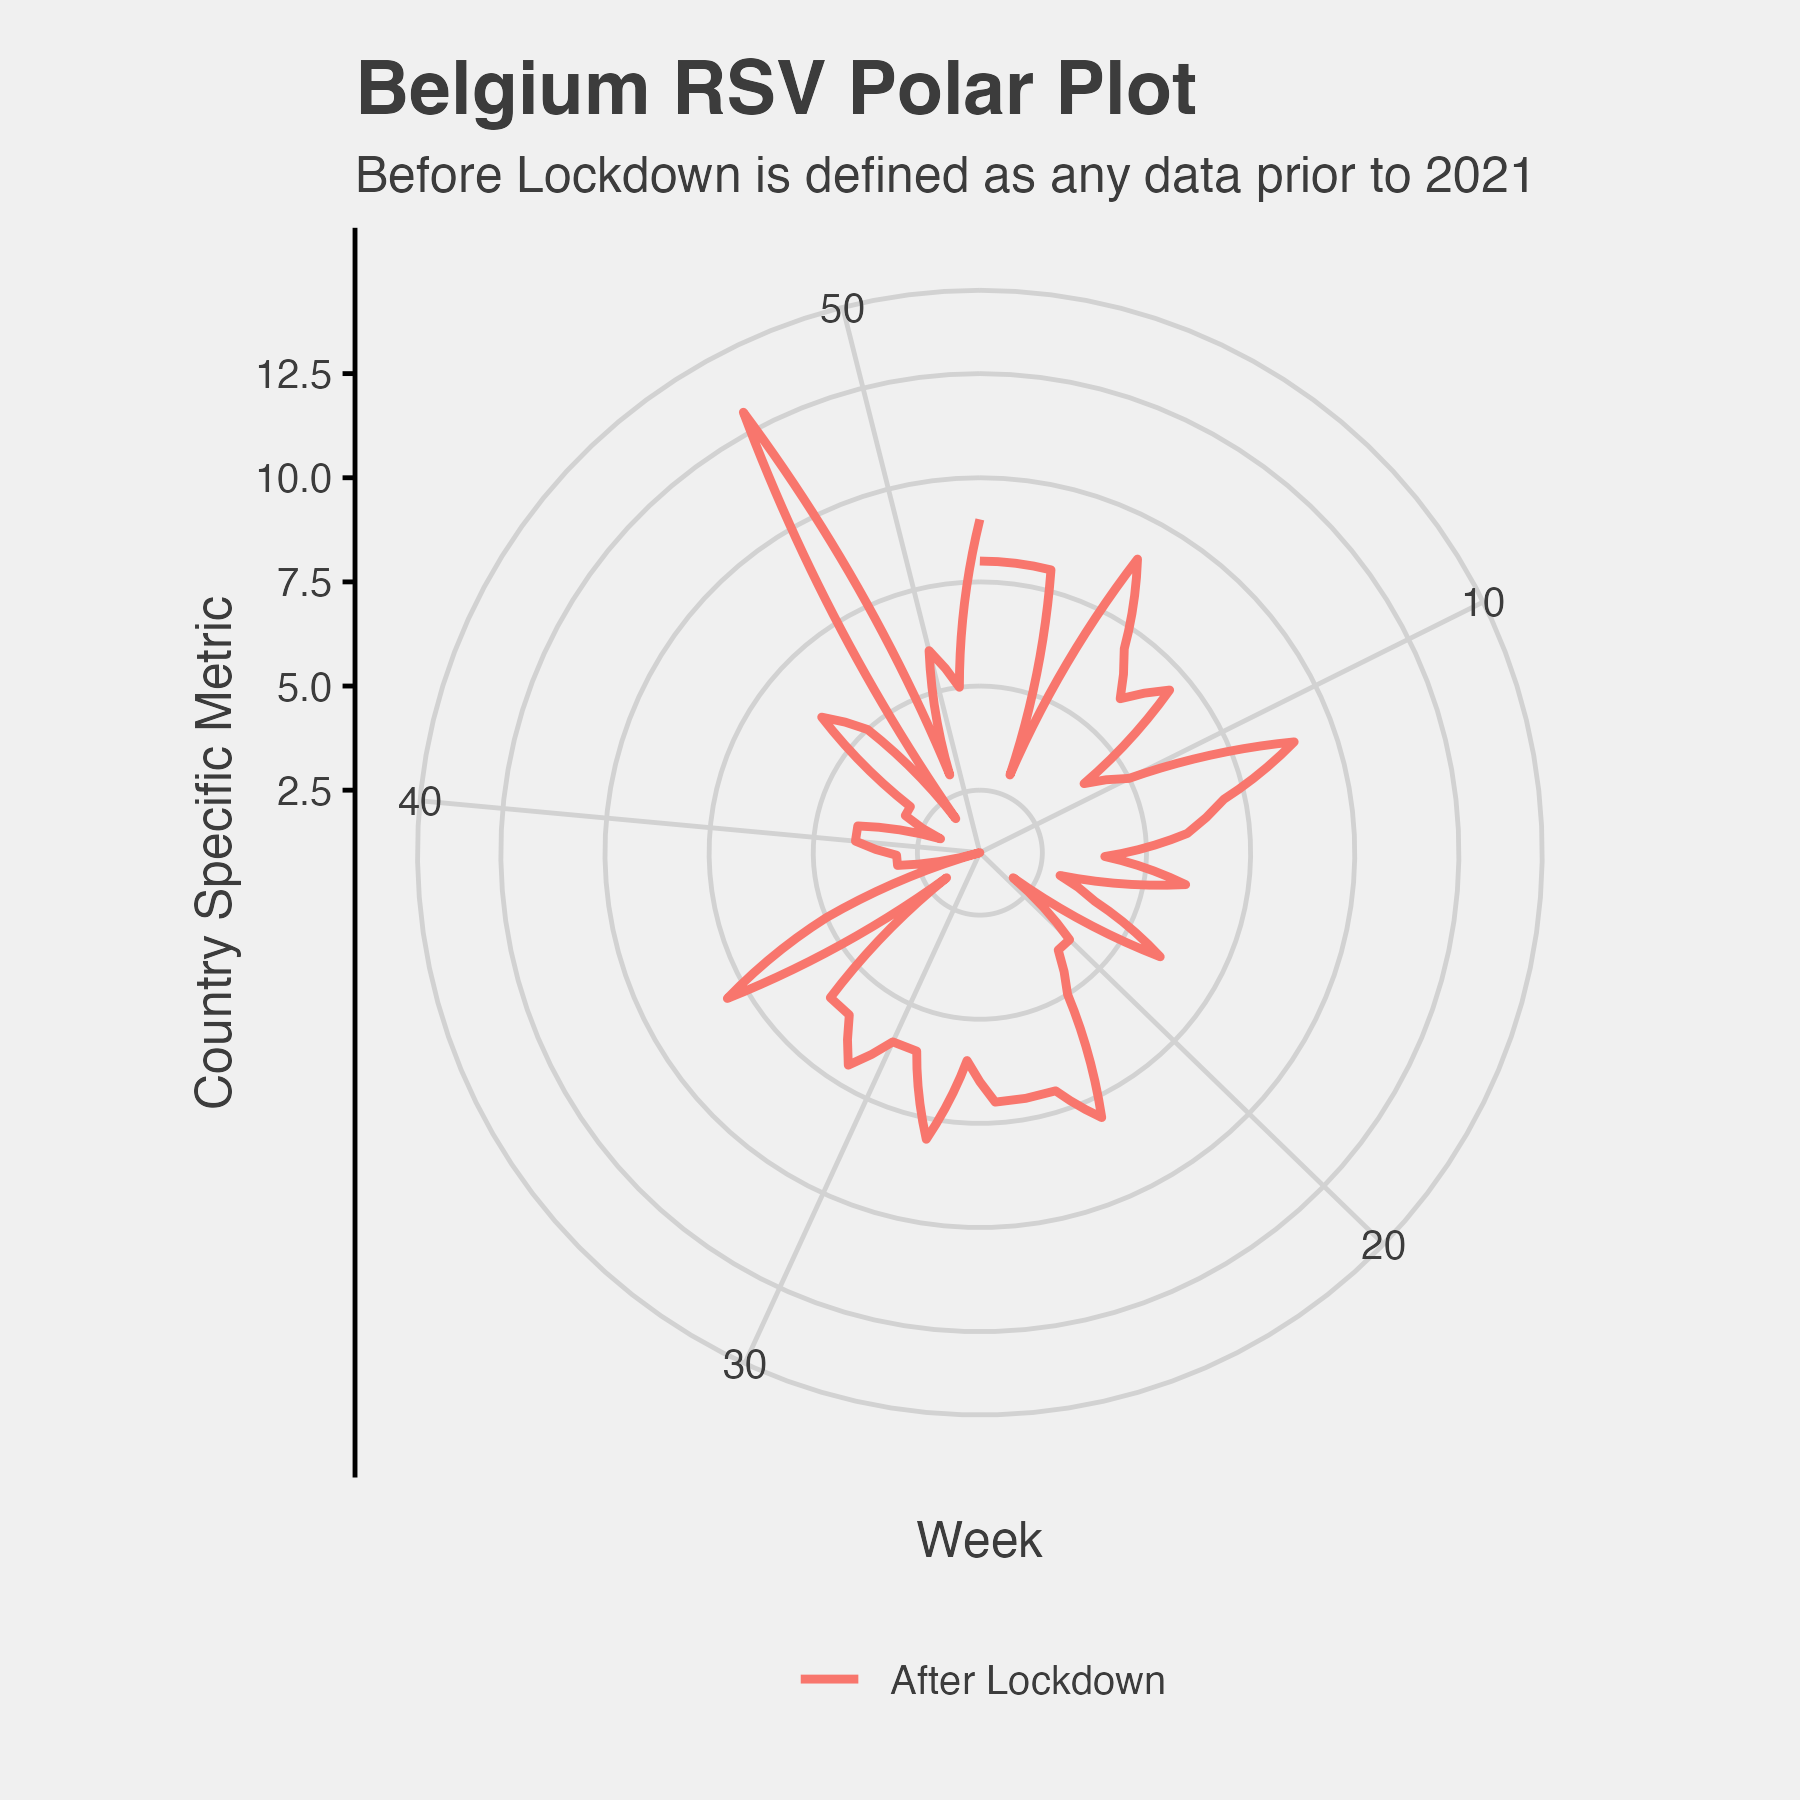 Belgium RSV Polar Plot
Before Lockdown is defined as any data prior to 2021
50
12.5
10.0
7.5
5.0
2.5
10
40
20
30
Country Specific Metric
Week
After Lockdown